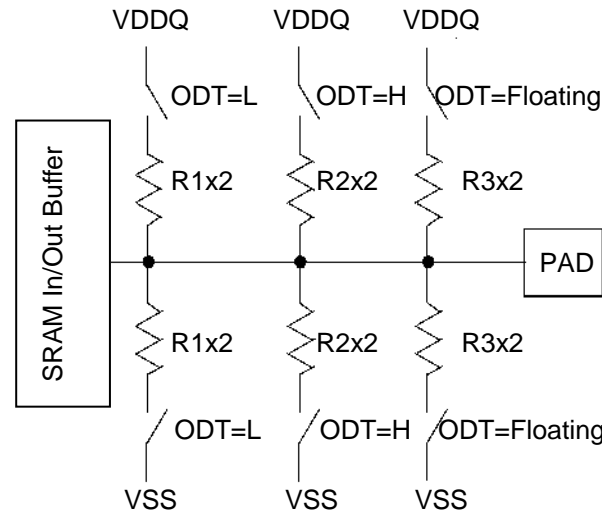 VDDQ VDDQ VDDQ
ODT=L ODT=H ODT=Floating
SRAM In/Out Buffer
R1x2 R2x2 R3x2
PAD
R1x2 R2x2 R3x2
ODT=L ODT=H ODT=Floating
VSS VSS VSS